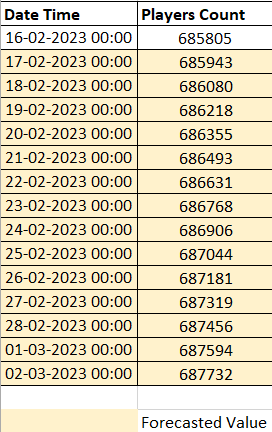 Date Time Players Count
16-02-2023 00:00 685805
17-02-2023 00:00 685943
18-02-2023 00:00 686080
19-02-2023 00:00 686218
20-02-2023 00:00 686355
21-02-2023 00:00 686493
22-02-2023 00:00 686631
23-02-2023 00:00 686768
24-02-2023 00:00 686906
25-02-2023 00:00 687044
26-02-2023 00:00 687181
27-02-2023 00:00 687319
28-02-2023 00:00 687456
01-03-2023 00:00 687594
02-03-2023 00:00 687732
Forecasted Value